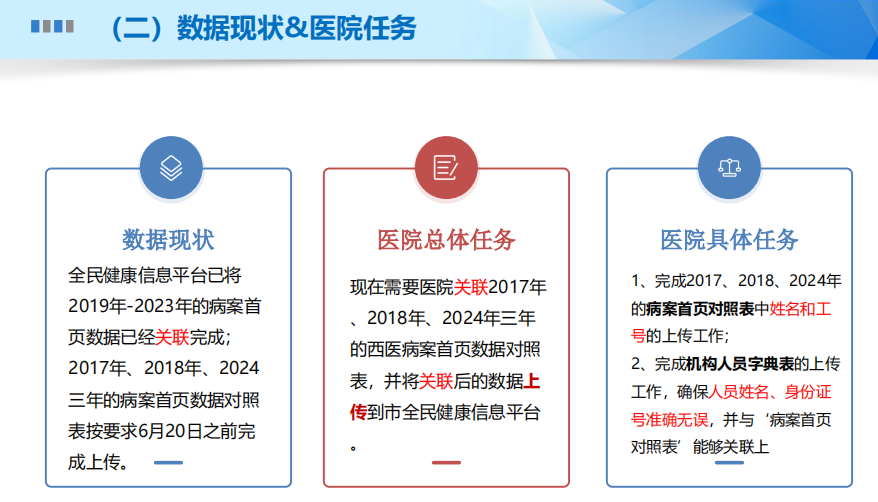 （二）数据现状&医院任务
数据现状
全民健康信息平台已将
2019年-2023年的病案首
页数据已经关联完成；
2017年、2018年、2024
三年的病案首页数据对照
表按要求6月20日之前完
成上传。
医院总体任务
现在需要医院关联2017年
、2018年、2024年三年
的西医病案首页数据对照
表，并将关联后的数据上
传到市全民健康信息平台
。
医院具体任务
1、完成2017、2018、2024年
的病案首页对照表中姓名和工
号的上传工作；
2、完成机构人员字典表的上传
工作，确保人员姓名、身份证
号准确无误，并与‘病案首页
对照表’能够关联上